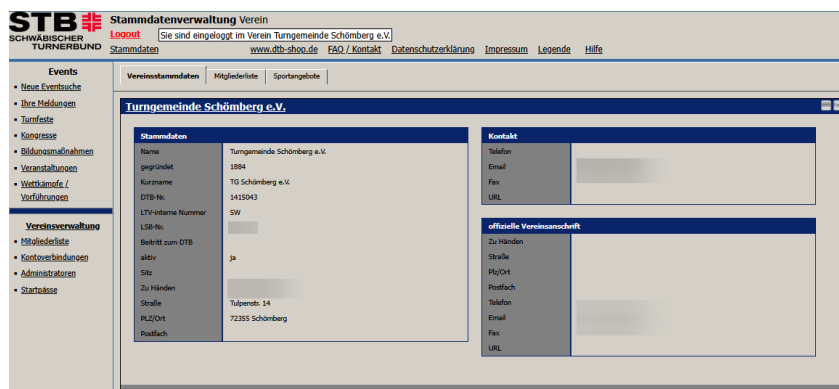 STB
SCHWÄBISCHER
TURNERBUND
Stammdatenverwaltung Verein
Logout
Sie sind eingeloggt im Verein Turngemeinde Schömberg e.V.
Stammdaten www.dtb-shop.de FAQ / Kontakt Datenschutzerklärung Impressum Legende Hilfe
Events
Neue Eventsuche
Ihre Meldungen
Turnfeste
Kongresse
Bildungsmaßnahmen
Veranstaltungen
Wettkämpfe /
Vorführungen
Vereinsverwaltung
Mitgliederliste
Kontoverbindungen
Administratoren
Startpässe
Vereinsstammdaten Mitgliederliste Sportangebote
Turngemeinde Schömberg e.V.
Stammdaten
Name Turngemeinde Schömberg e.V.
gegründet 1884
Kurzname TG Schömberg e.V.
DTB-Nr. 1415043
LTV-interne Nummer SW
LSB-Nr.
Beitritt zum DTB
aktiv ja
Sitz
Zu Händen
Straße Tulpenstr. 14
PLZ/Ort 72355 Schömberg
Postfach
Kontakt
Telefon
Email
Fax
URL
offizielle Vereinsanschrift
Zu Händen
Straße
Plz/Ort
Postfach
Telefon
Email
Fax
URL